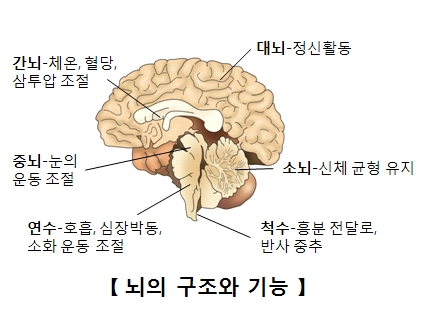 대뇌-정신활동
간뇌-체온, 혈당,
삼투압 조절
중뇌-눈의
운동 조절
소뇌-신체 균형 유지
연수-호흡, 심장박동,
소화 운동 조절
척수-흥분 전달로,
반사 중추
【 뇌의 구조와 기능 】